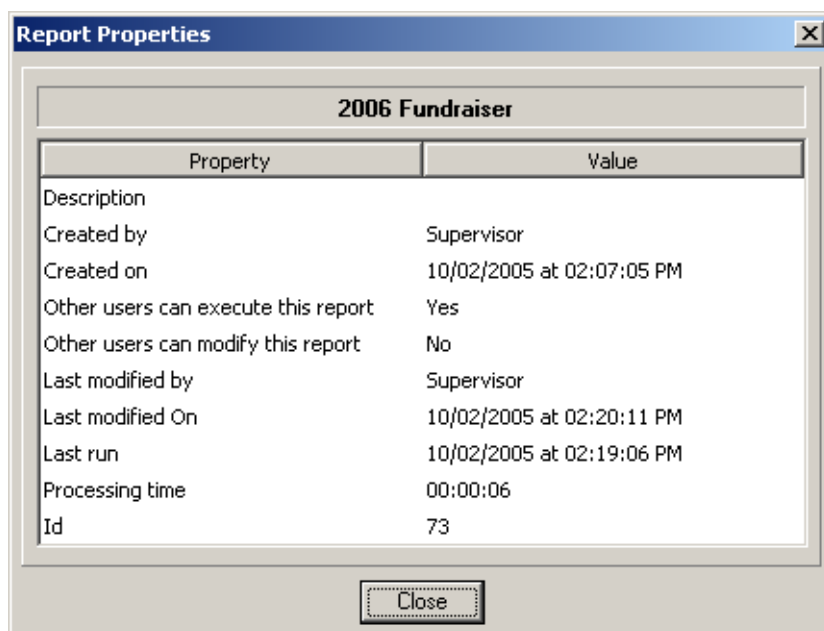 Report Properties
2006 Fundraiser
Property Value
Description
Created by Supervisor
Created on 10/02/2005 at 02:07:05 PM
Other users can execute this report Yes
Other users can modify this report No
Last modified by Supervisor
Last modified On 10/02/2005 at 02:20:11 PM
Last run 10/02/2005 at 02:19:06 PM
Processing time 00:00:06
Id 73
Close